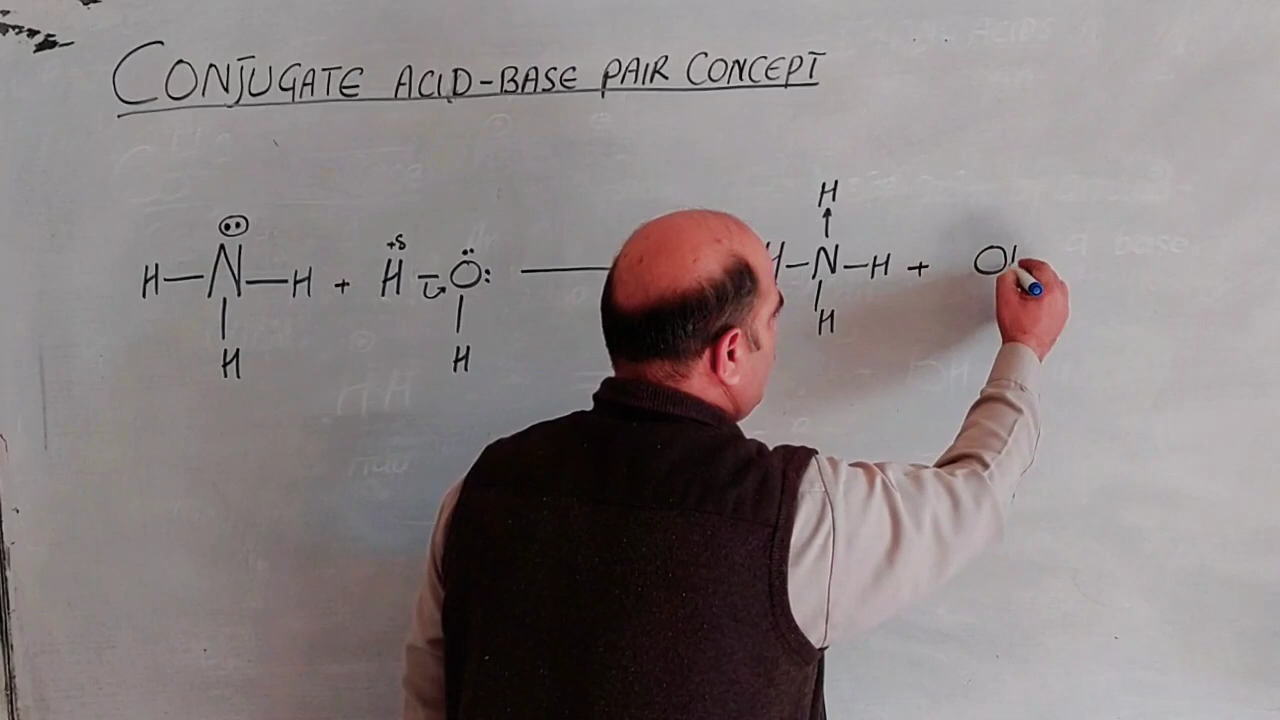 CONJUGATE ACID-BASE PAIR CONCEPT
H
+δ
H—N—H + H–Ö: —— H–N–H + OH
H H H